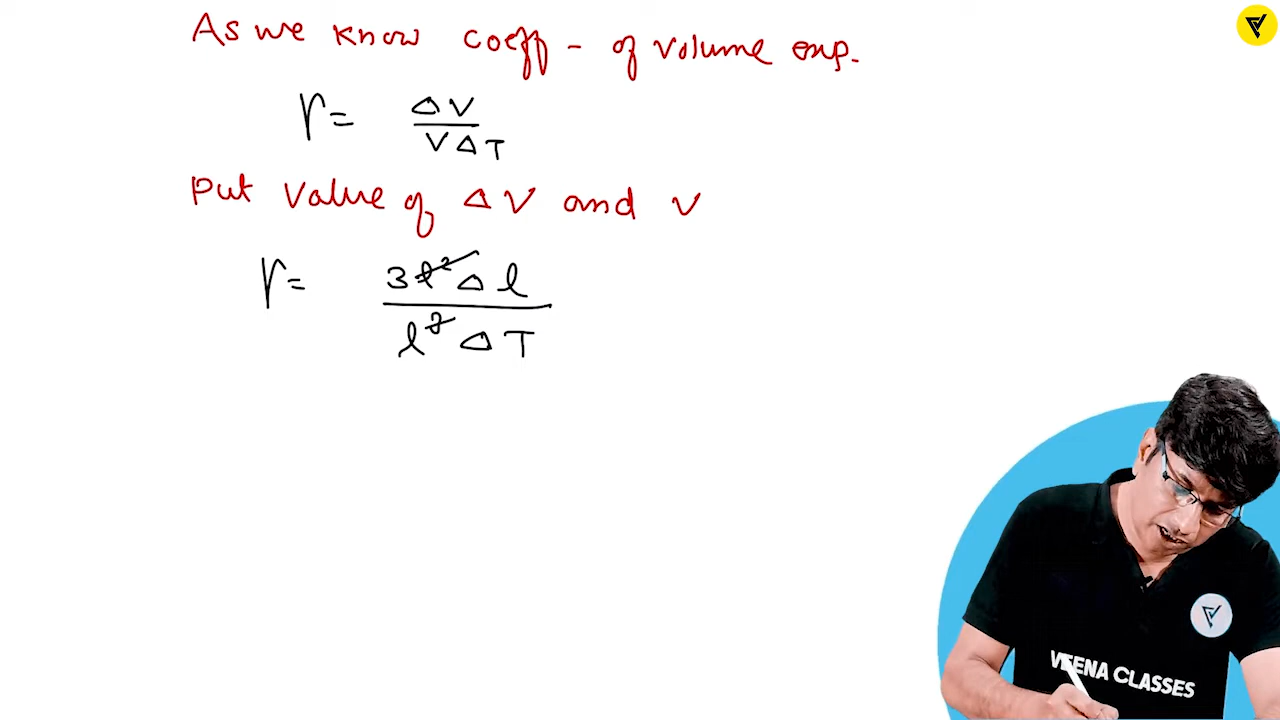 As we know coeff - of volume exp.
γ = ΔV / VΔT
Put value of ΔV and V
γ = 3l²Δl / l³ΔT
VEENA CLASSES